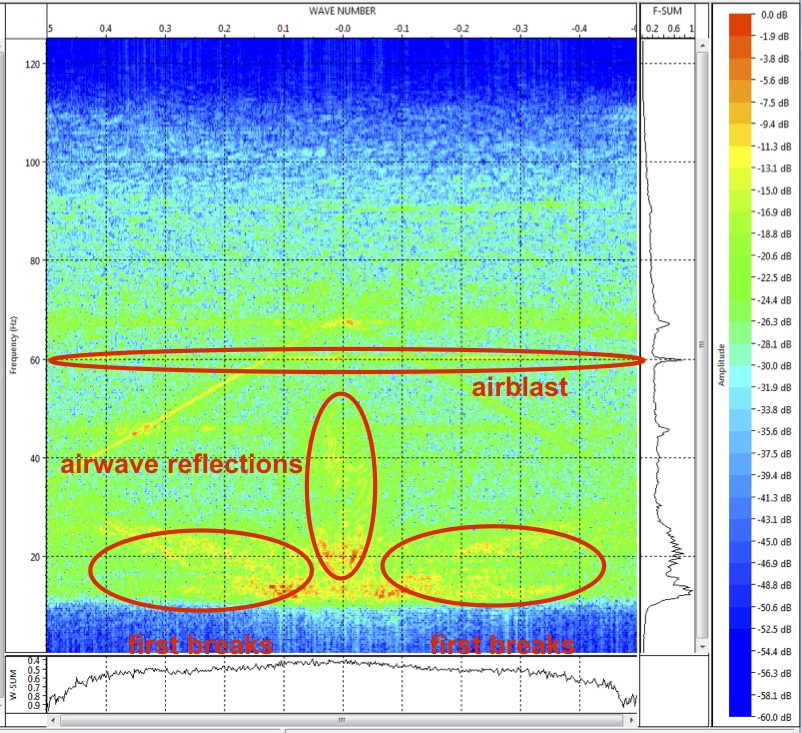 WAVE NUMBER
F-SUM
5 0.4 0.3 0.2 0.1 -0.0 -0.1 -0.2 -0.3 -0.4
0.2 0.6 1
120
100
80
60
40
20
Frequency (Hz)
airblast
airwave reflections
first breaks
first breaks
W-SUM
0.4
0.5
0.6
0.7
0.8
0.9
Amplitude
0.0 dB
-1.9 dB
-3.8 dB
-5.6 dB
-7.5 dB
-9.4 dB
-11.3 dB
-13.1 dB
-15.0 dB
-16.9 dB
-18.8 dB
-20.6 dB
-22.5 dB
-24.4 dB
-26.3 dB
-28.1 dB
-30.0 dB
-31.9 dB
-33.8 dB
-35.6 dB
-37.5 dB
-39.4 dB
-41.3 dB
-43.1 dB
-45.0 dB
-46.9 dB
-48.8 dB
-50.6 dB
-52.5 dB
-54.4 dB
-56.3 dB
-58.1 dB
-60.0 dB